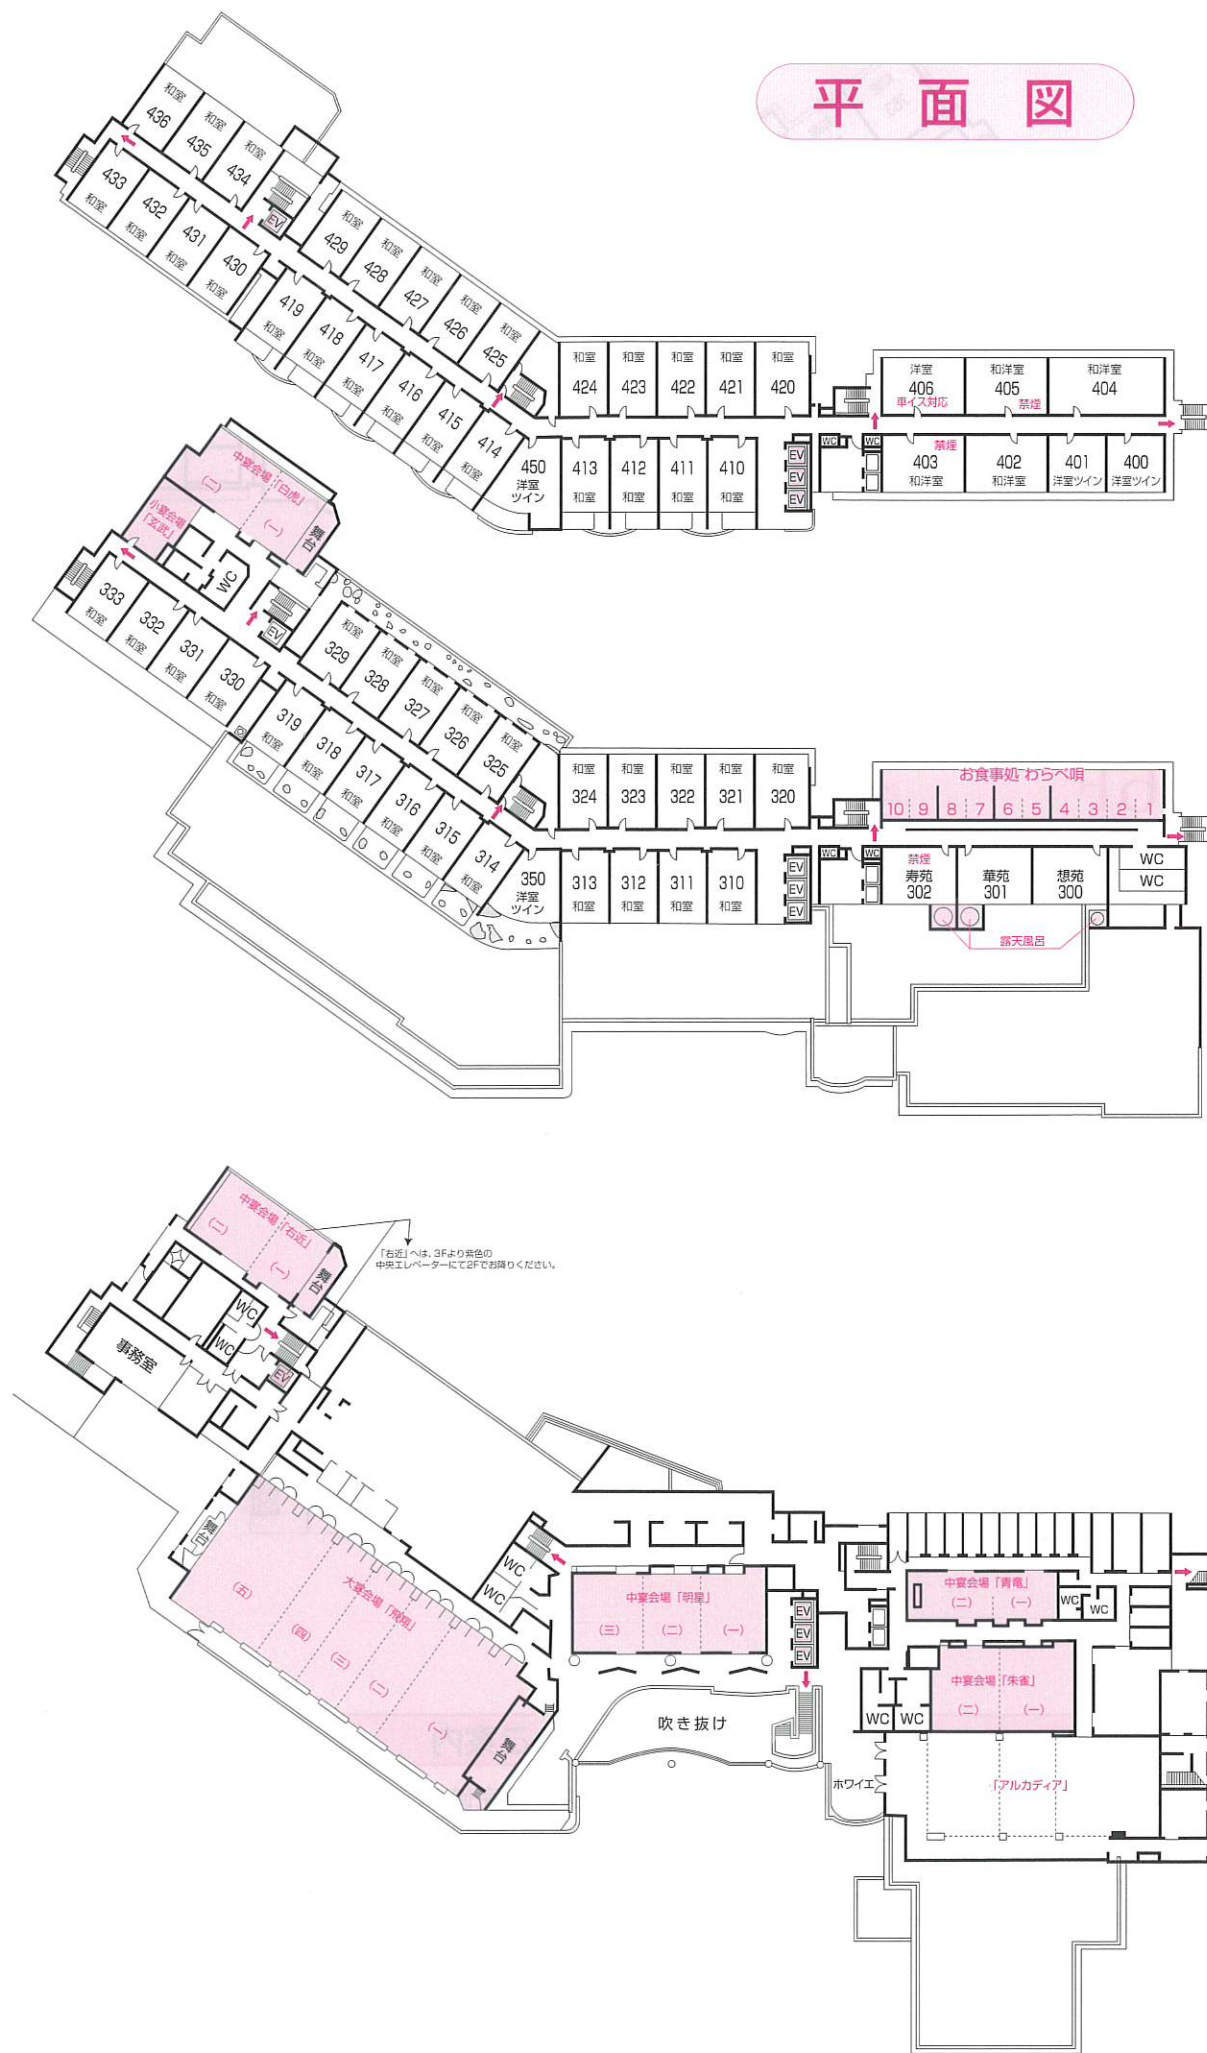 平面図
和室
436
和室
435
和室
434
433
和室
432
和室
431
和室
430
和室
EV
和室
429
和室
428
和室
427
和室
426
和室
425
419
和室
418
和室
417
和室
416
和室
415
和室
414
和室
450
洋室
ツイン
和室
424
和室
423
和室
422
和室
421
和室
420
413
和室
412
和室
411
和室
410
和室
EV
EV
EV
WC
WC
洋室
406
車イス対応
和洋室
405
禁煙
和洋室
404
禁煙
403
和洋室
402
和洋室
401
洋室ツイン
400
洋室ツイン
中宴会場「白虎」
(二)
(一)
舞台
小宴会場
「玄武」
WC
EV
333
和室
332
和室
331
和室
330
和室
和室
329
和室
328
和室
327
和室
326
和室
325
319
和室
318
和室
317
和室
316
和室
315
和室
314
和室
350
洋室
ツイン
和室
324
和室
323
和室
322
和室
321
和室
320
313
和室
312
和室
311
和室
310
和室
EV
EV
EV
WC
WC
お食事処 わらべ唄
10 9 8 7 6 5 4 3 2 1
禁煙
寿苑
302
華苑
301
想苑
300
WC
WC
露天風呂
中宴会場「右近」
(二)
(一)
舞台
「右近」へは、3Fより紫色の
中央エレベーターにて2Fでお降りください。
WC
WC
EV
事務室
舞台
大宴会場「飛翔」
(五)
(四)
(三)
(二)
(一)
舞台
WC
WC
中宴会場「明星」
(三)
(二)
(一)
EV
EV
EV
吹き抜け
中宴会場「青竜」
(二)
(一)
WC
WC
中宴会場「朱雀」
(二)
(一)
WC
WC
ホワイエ
「アルカディア」